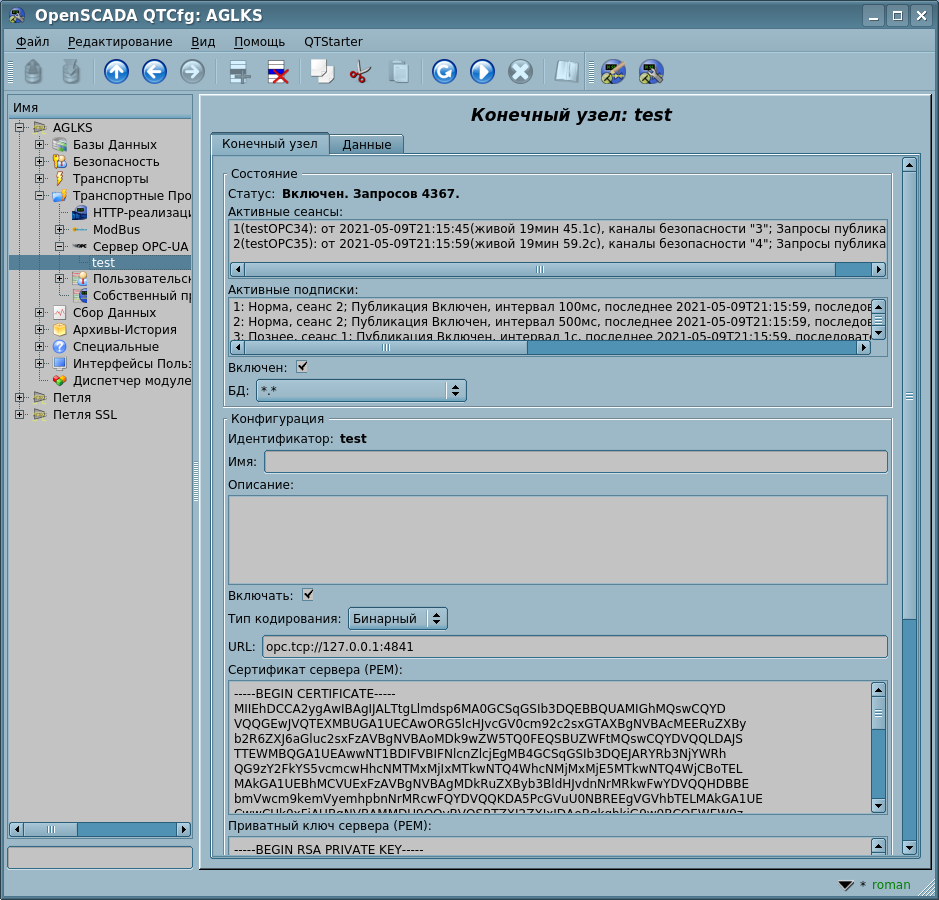 OpenSCADA QTCfg: AGLKS
Файл Редактирование Вид Помощь QTStarter
Имя
AGLKS
Базы Данных
Безопасность
Транспорты
Транспортные Про
HTTP-реализаци
ModBus
Сервер OPC-UA
test
Пользовательск
Собственный пр
Сбор Данных
Архивы-История
Специальные
Интерфейсы Польз
Диспетчер модуле
Петля
Петля SSL
Конечный узел: test
Конечный узел Данные
Состояние
Статус: Включен. Запросов 4367.
Активные сеансы:
1(testOPC34): от 2021-05-09T21:15:45(живой 19мин 45.1с), каналы безопасности "3"; Запросы публика
2(testOPC35): от 2021-05-09T21:15:59(живой 19мин 59.2с), каналы безопасности "4"; Запросы публика
Активные подписки:
1: Норма, сеанс 2; Публикация Включен, интервал 100мс, последнее 2021-05-09T21:15:59, последов
2: Норма, сеанс 2; Публикация Включен, интервал 500мс, последнее 2021-05-09T21:15:59, последов
3: Позднее, сеанс 1; Публикация Включен, интервал 1с, последнее 2021-05-09T21:15:59, последоват
Включен:
БД: *.*
Конфигурация
Идентификатор: test
Имя:
Описание:
Включать:
Тип кодирования: Бинарный
URL: opc.tcp://127.0.0.1:4841
Сертификат сервера (PEM):
-----BEGIN CERTIFICATE-----
MIIEhDCCA2ygAwIBAgIJALTtgLlmdsp6MA0GCSqGSIb3DQEBBQUAMIGhMQswCQYD
VQQGEwJVQTEXMBUGA1UECAwORG5lcHJvcGV0cm92c2sxGTAXBgNVBAcMEERuZXBy
b2R6ZXJ6aGluc2sxFzAVBgNVBAoMDk9wZW5TQ0FEQSBUZWFtMQswCQYDVQQLDAJS
TTEWMBQGA1UEAwwNT1BDIFVBIFNlcnZlcjEgMB4GCSqGSIb3DQEJARYRb3NjYWRh
QG9zY2FkYS5vcmcwHhcNMTMxMjIxMTkwNTQ4WhcNMjMxMjE5MTkwNTQ4WjCBoTEL
MAkGA1UEBhMCVUExFzAVBgNVBAgMDkRuZXByb3BldHJvdnNrMRkwFwYDVQQHDBBE
bmVwcm9kemVyemhpbnNrMRcwFQYDVQQKDA5PcGVuU0NBREEgVGVhbTELMAkGA1UE
Приватный ключ сервера (PEM):
-----BEGIN RSA PRIVATE KEY-----
* roman